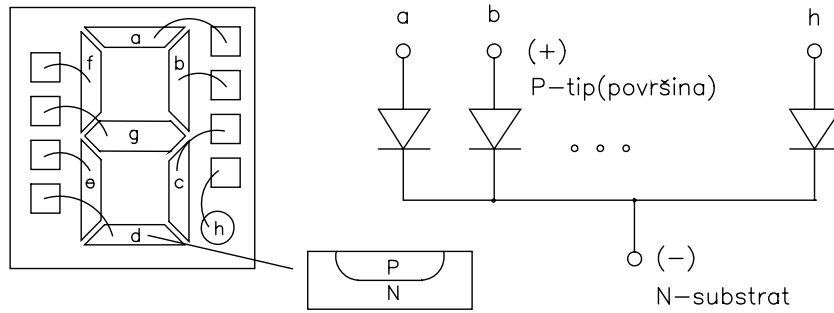 a
f
b
g
e
c
d
h
P
N
a
b
h
(+)
P-tip(površina)
(-)
N-substrat